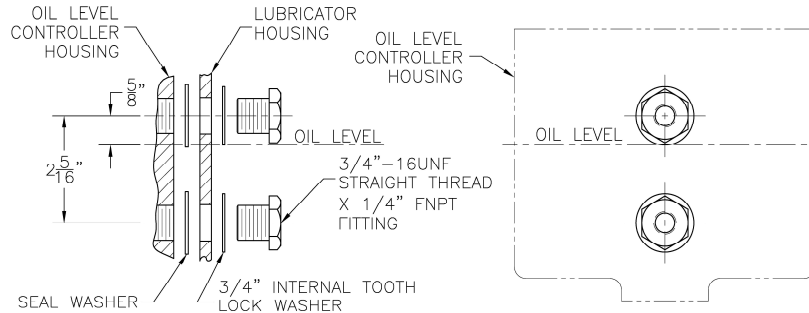 OIL LEVEL
CONTROLLER
HOUSING
LUBRICATOR
HOUSING
OIL LEVEL
CONTROLLER
HOUSING
5/8"
OIL LEVEL
OIL LEVEL
2 5/16"
3/4"-16UNF
STRAIGHT THREAD
X 1/4" FNPT
FITTING
SEAL WASHER
3/4" INTERNAL TOOTH
LOCK WASHER